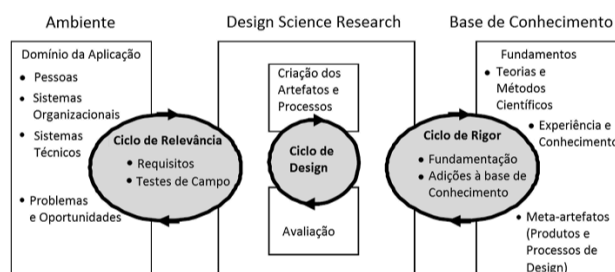 Ambiente
Design Science Research
Base de Conhecimento
Domínio da Aplicação
• Pessoas
• Sistemas
Organizacionais
• Sistemas
Técnicos
• Problemas
e Oportunidades
Ciclo de Relevância
• Requisitos
• Testes de Campo
Criação dos
Artefatos e
Processos
Ciclo de
Design
Avaliação
Ciclo de Rigor
• Fundamentação
• Adições à base de
Conhecimento
Fundamentos
• Teorias e
Métodos
Científicos
• Experiência e
Conhecimento
• Meta-artefatos
(Produtos e
Processos de
Design)